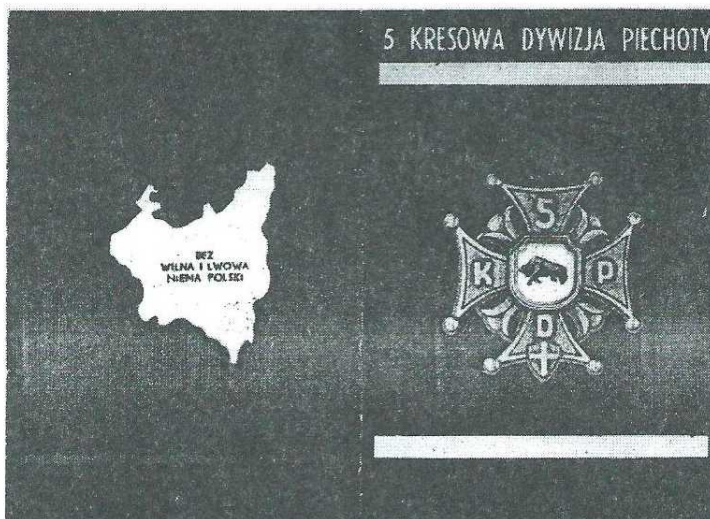 BEZ
WILNA I LWOWA
NIEMA POLSKI
5 KRESOWA DYWIZJA PIECHOTY
5
K P
D